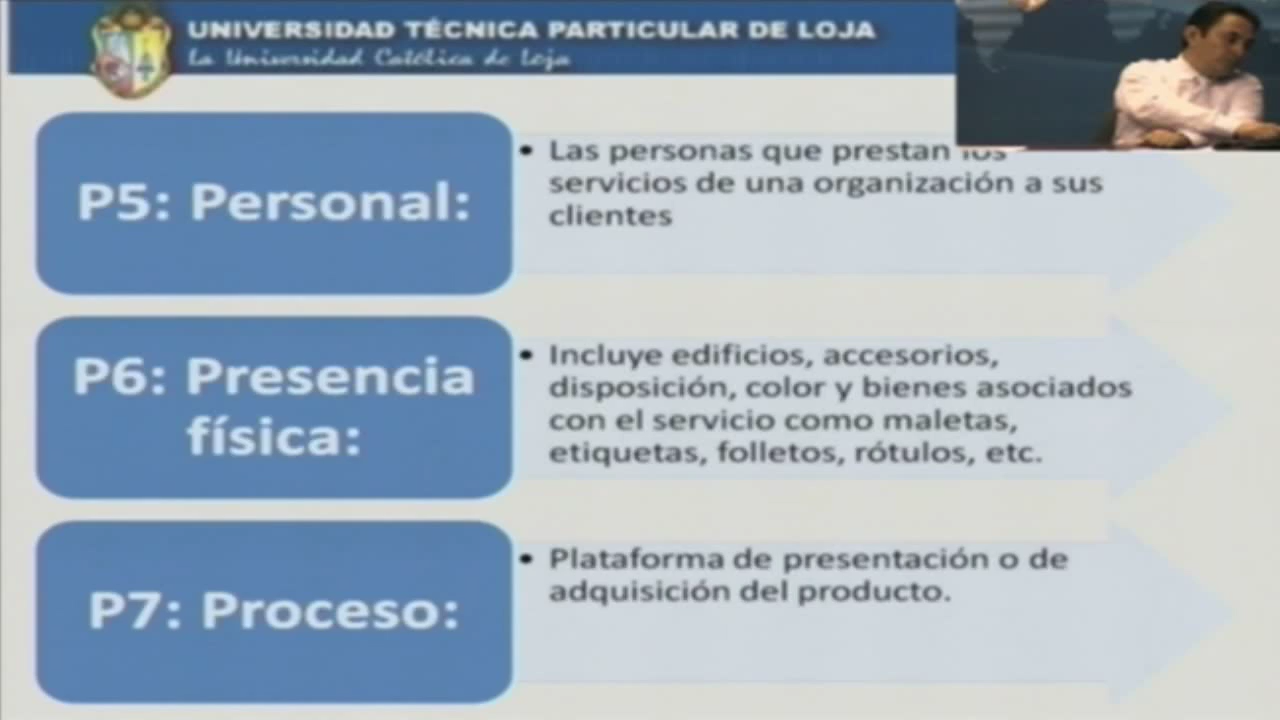 UNIVERSIDAD TÉCNICA PARTICULAR DE LOJA
La Universidad Católica de Loja
P5: Personal:
• Las personas que prestan los
servicios de una organización a sus
clientes
P6: Presencia
física:
• Incluye edificios, accesorios,
disposición, color y bienes asociados
con el servicio como maletas,
etiquetas, folletos, rótulos, etc.
P7: Proceso:
• Plataforma de presentación o de
adquisición del producto.